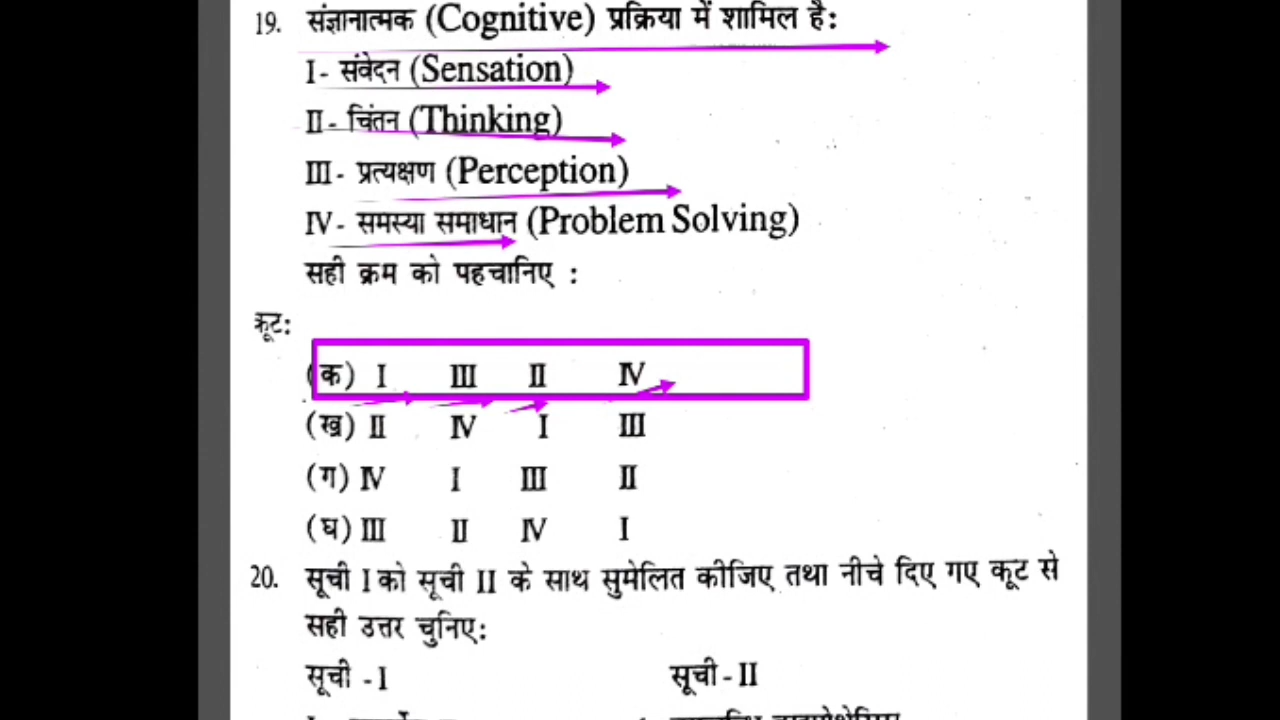 19. संज्ञानात्मक (Cognitive) प्रक्रिया में शामिल है:
I- संवेदन (Sensation)
II- चिंतन (Thinking)
III- प्रत्यक्षण (Perception)
IV- समस्या समाधान (Problem Solving)
सही क्रम को पहचानिए :
कूट:
(क) I III II IV
(ख) II IV I III
(ग) IV I III II
(घ) III II IV I
20. सूची I को सूची II के साथ सुमेलित कीजिए तथा नीचे दिए गए कूट से
सही उत्तर चुनिए:
सूची -I सूची -II